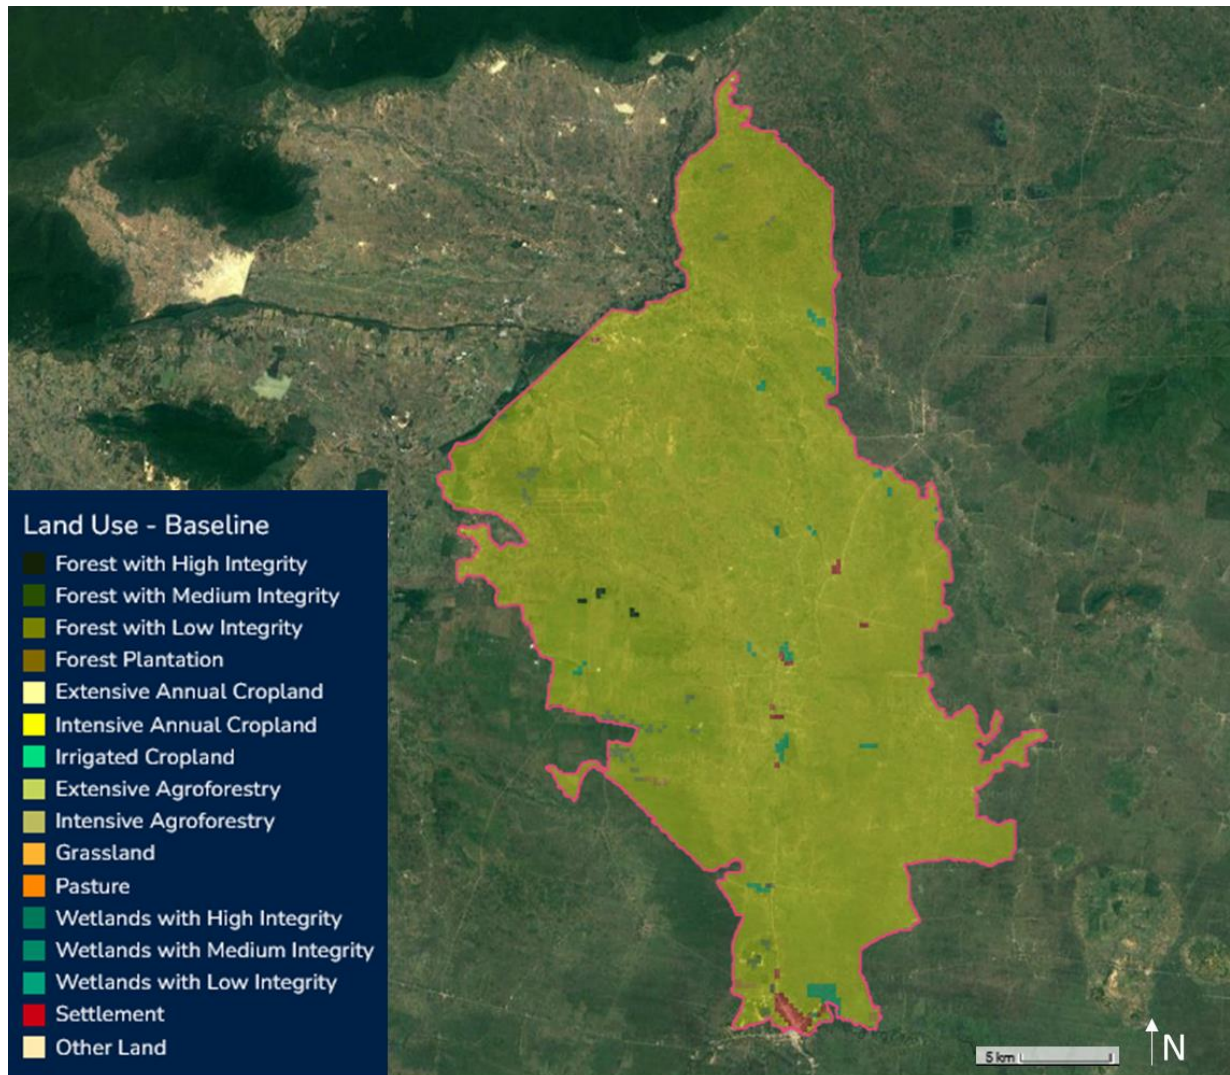 Land Use - Baseline
Forest with High Integrity
Forest with Medium Integrity
Forest with Low Integrity
Forest Plantation
Extensive Annual Cropland
Intensive Annual Cropland
Irrigated Cropland
Extensive Agroforestry
Intensive Agroforestry
Grassland
Pasture
Wetlands with High Integrity
Wetlands with Medium Integrity
Wetlands with Low Integrity
Settlement
Other Land
5 km
N